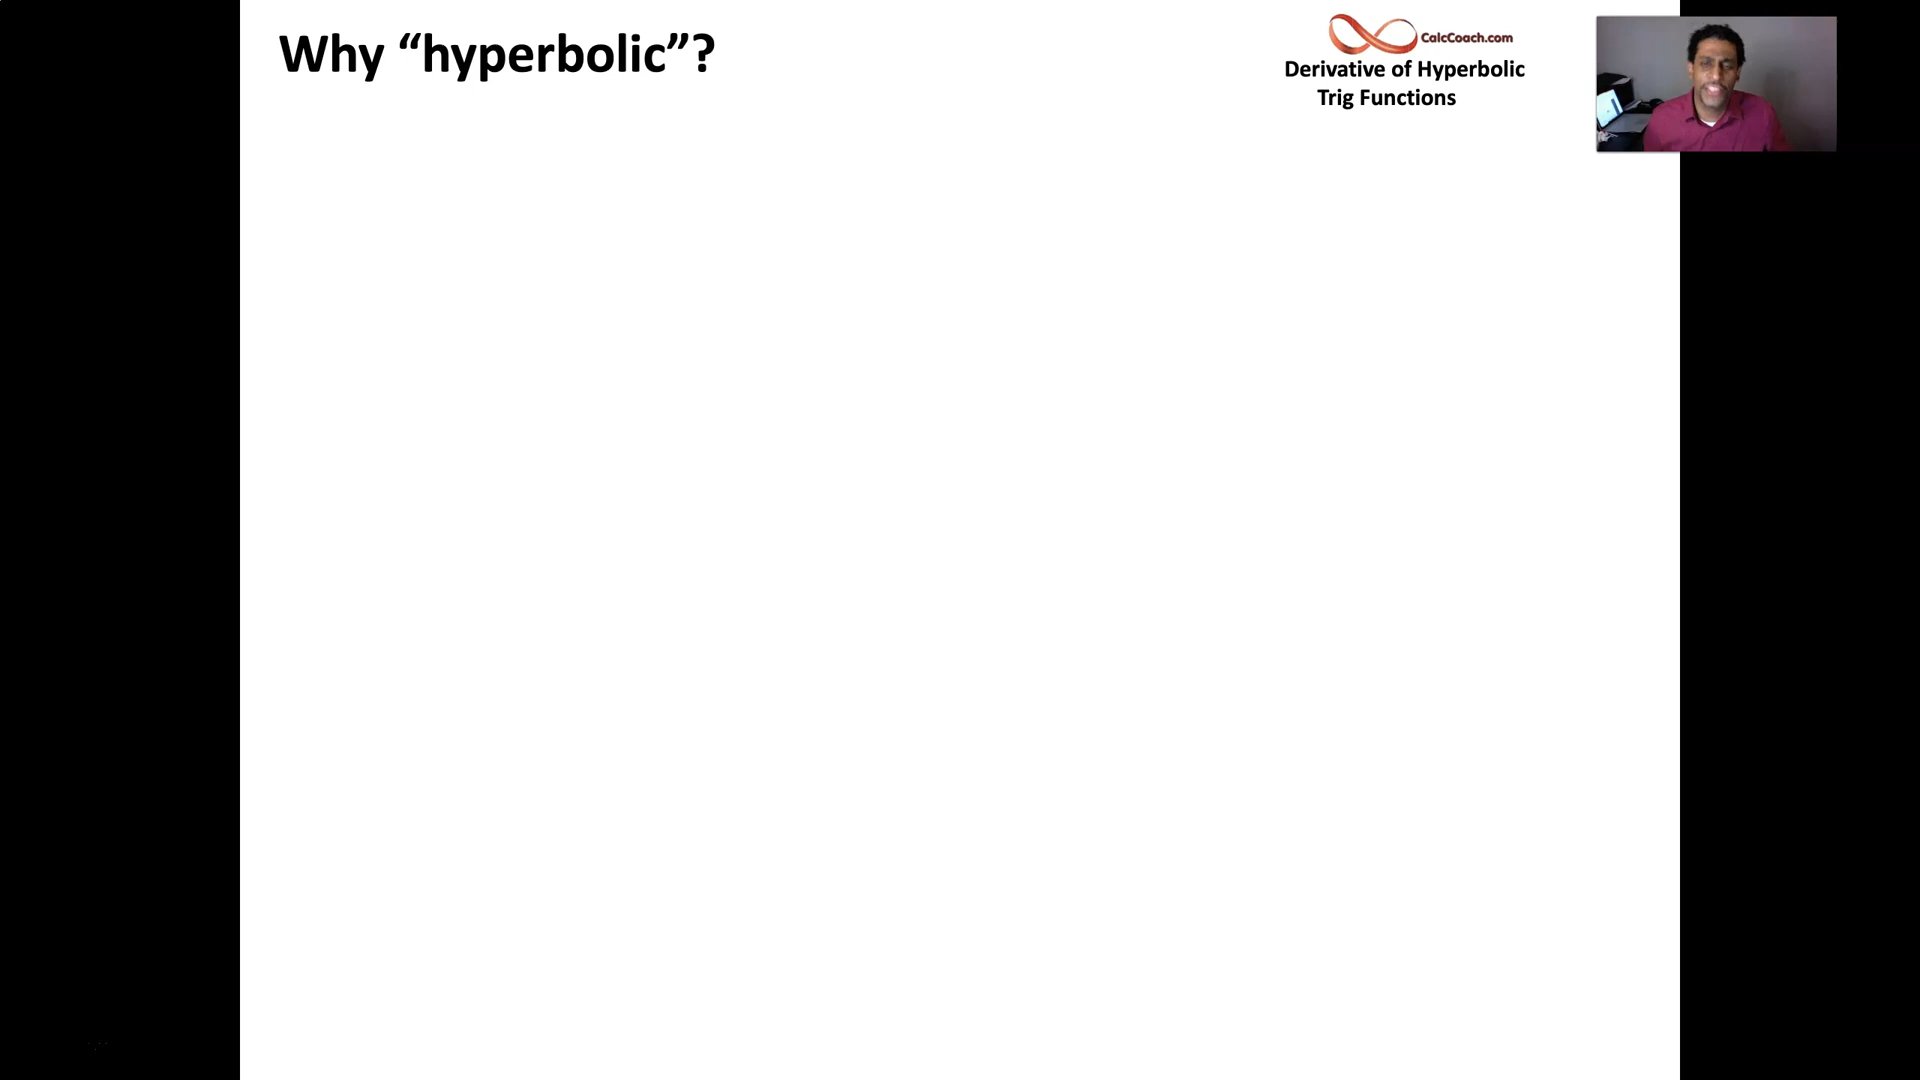 Why “hyperbolic”?
CalcCoach.com
Derivative of Hyperbolic
Trig Functions